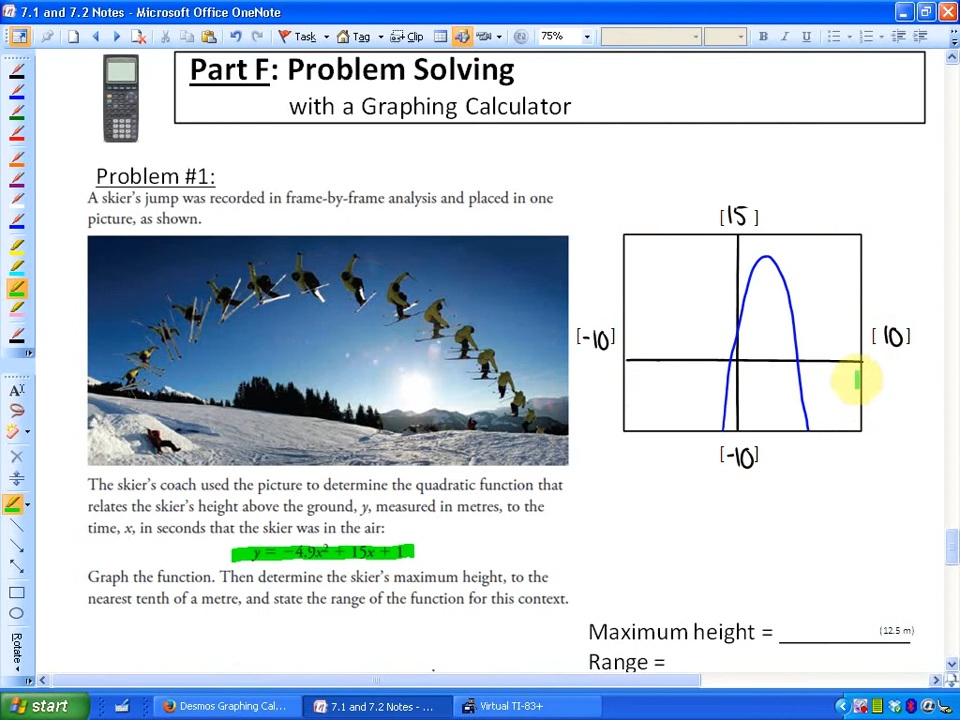 7.1 and 7.2 Notes - Microsoft Office OneNote
Task
Tag
Clip
75%
B I U
Part F: Problem Solving
with a Graphing Calculator
Problem #1:
A skier's jump was recorded in frame-by-frame analysis and placed in one
picture, as shown.
[15]
[-10]
[10]
[-10]
The skier's coach used the picture to determine the quadratic function that
relates the skier's height above the ground, y, measured in metres, to the
time, x, in seconds that the skier was in the air:
y = −4.9x² + 15x + 1
Graph the function. Then determine the skier's maximum height, to the
nearest tenth of a metre, and state the range of the function for this context.
Maximum height = __________ (12.5 m)
Range =
A
Rotate
start
Desmos Graphing Cal...
7.1 and 7.2 Notes - ...
Virtual TI-83+